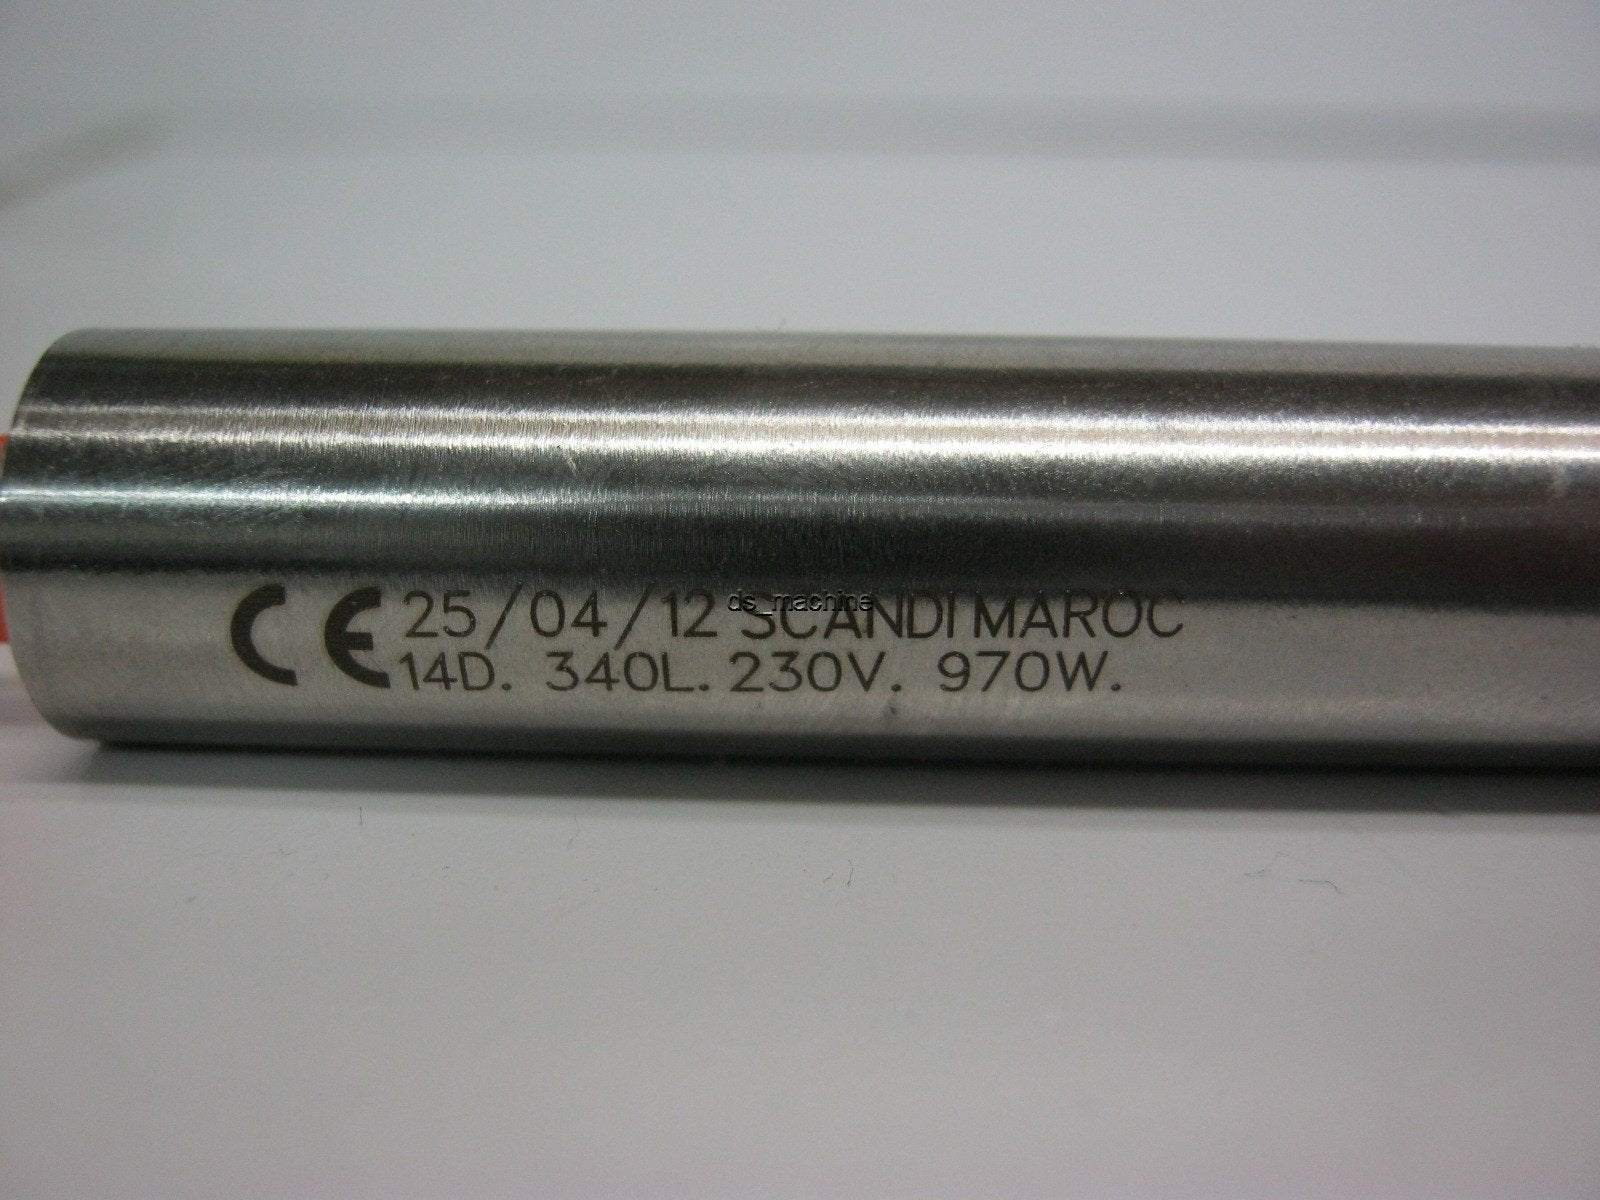 CE 25/04/12 SCANDI MAROC
14D. 340L. 230V. 970W.
ds_machine